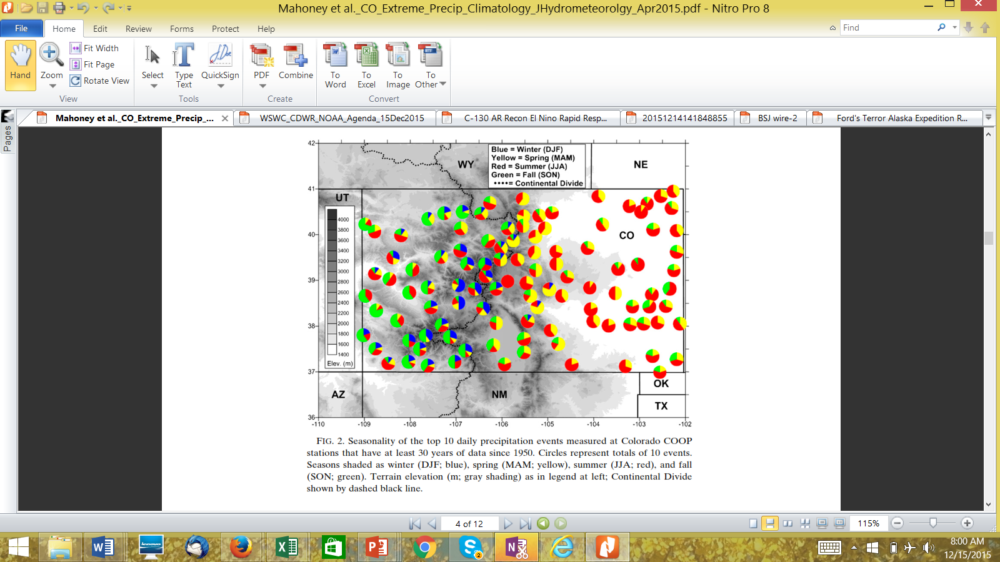 Mahoney et al._CO_Extreme_Precip_Climatology_JHydrometeorolgy_Apr2015.pdf - Nitro Pro 8
File Home Edit Review Forms Protect Help Find
Fit Width
Fit Page
Rotate View
Hand Zoom Select Type Text QuickSign PDF Combine To Word To Excel To Image To Other
View Tools Create Convert
Mahoney et al._CO_Extreme_Precip_... WSWC_CDWR_NOAA_Agenda_15Dec2015 C-130 AR Recon El Nino Rapid Resp... 20151214141848855 BSJ wire-2 Ford's Terror Alaska Expedition R...
Pages
42
Blue = Winter (DJF)
Yellow = Spring (MAM)
Red = Summer (JJA)
Green = Fall (SON)
••••= Continental Divide
WY NE
41
UT
4000
3800
3600
3400
3200
3000
2800
2600
2400
2200
2000
1800
1600
1400
Elev. (m)
40
CO
39
38
37
OK
AZ NM
TX
36
-110 -109 -108 -107 -106 -105 -104 -103 -102
FIG. 2. Seasonality of the top 10 daily precipitation events measured at Colorado COOP
stations that have at least 30 years of data since 1950. Circles represent totals of 10 events.
Seasons shaded as winter (DJF; blue), spring (MAM; yellow), summer (JJA; red), and fall
(SON; green). Terrain elevation (m; gray shading) as in legend at left; Continental Divide
shown by dashed black line.
4 of 12 115%
8:00 AM
12/15/2015